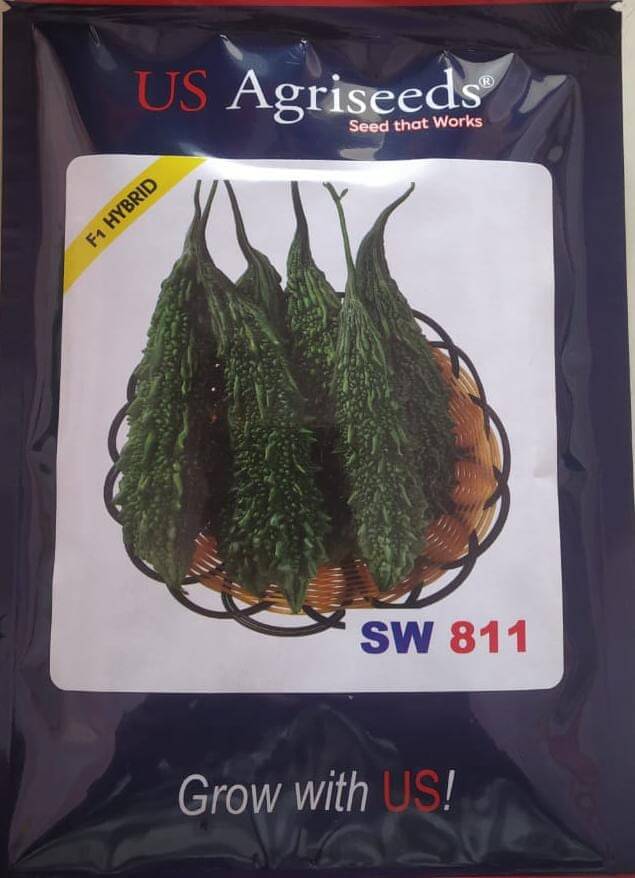 US Agriseeds®
Seed that Works
F1 HYBRID
SW 811
Grow with US!